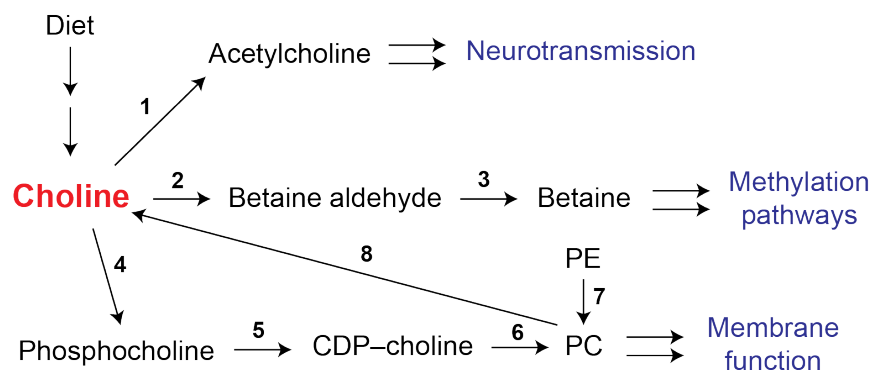 Diet
Acetylcholine
Neurotransmission
1
Choline
2
Betaine aldehyde
3
Betaine
Methylation
pathways
4
8
PE
7
Phosphocholine
5
CDP–choline
6
PC
Membrane
function